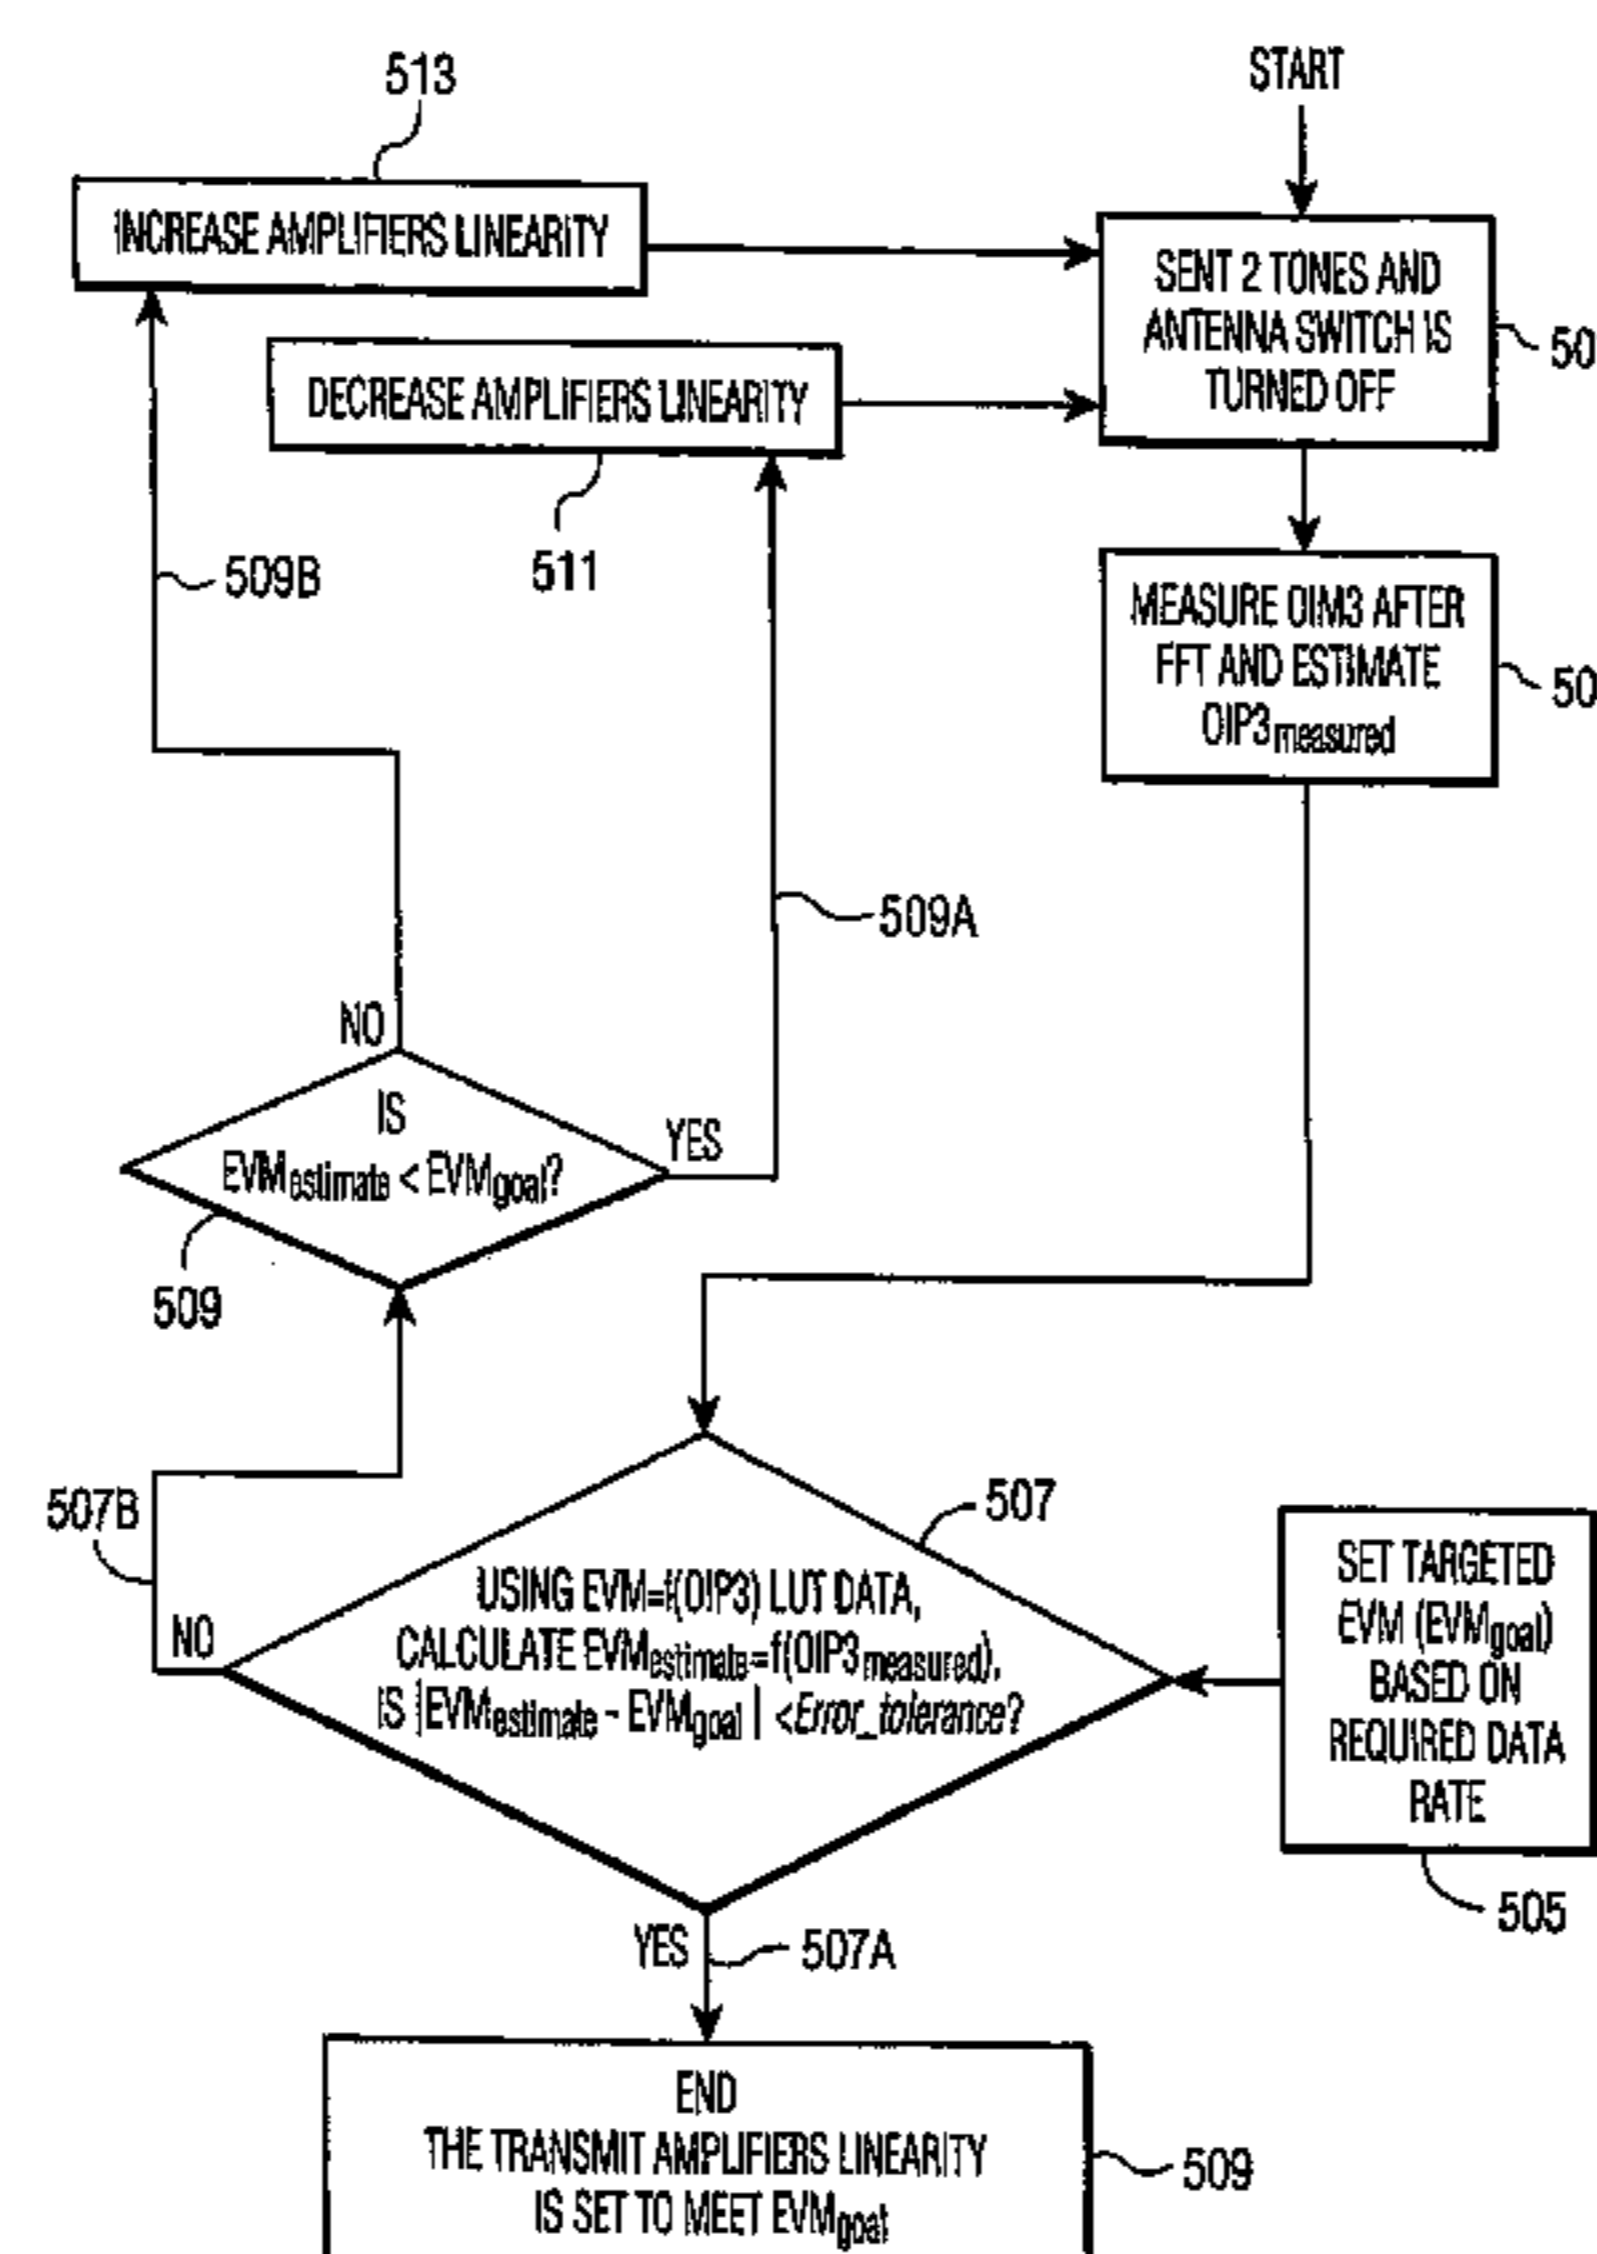 513
START
INCREASE AMPLIFIERS LINEARITY
SENT 2 TONES AND
ANTENNA SWITCH IS
TURNED OFF
50
DECREASE AMPLIFIERS LINEARITY
511
509B
MEASURE OIM3 AFTER
FFT AND ESTIMATE
OIP3measured
50
509A
NO
IS
EVMestimate < EVMgoal?
YES
509
507B
NO
507
USING EVM=f(OIP3) LUT DATA,
CALCULATE EVMestimate=f(OIP3measured).
IS |EVMestimate - EVMgoal| <Error_tolerance?
SET TARGETED
EVM (EVMgoal)
BASED ON
REQUIRED DATA
RATE
505
YES
507A
END
THE TRANSMIT AMPLIFIERS LINEARITY
IS SET TO MEET EVMgoal
509